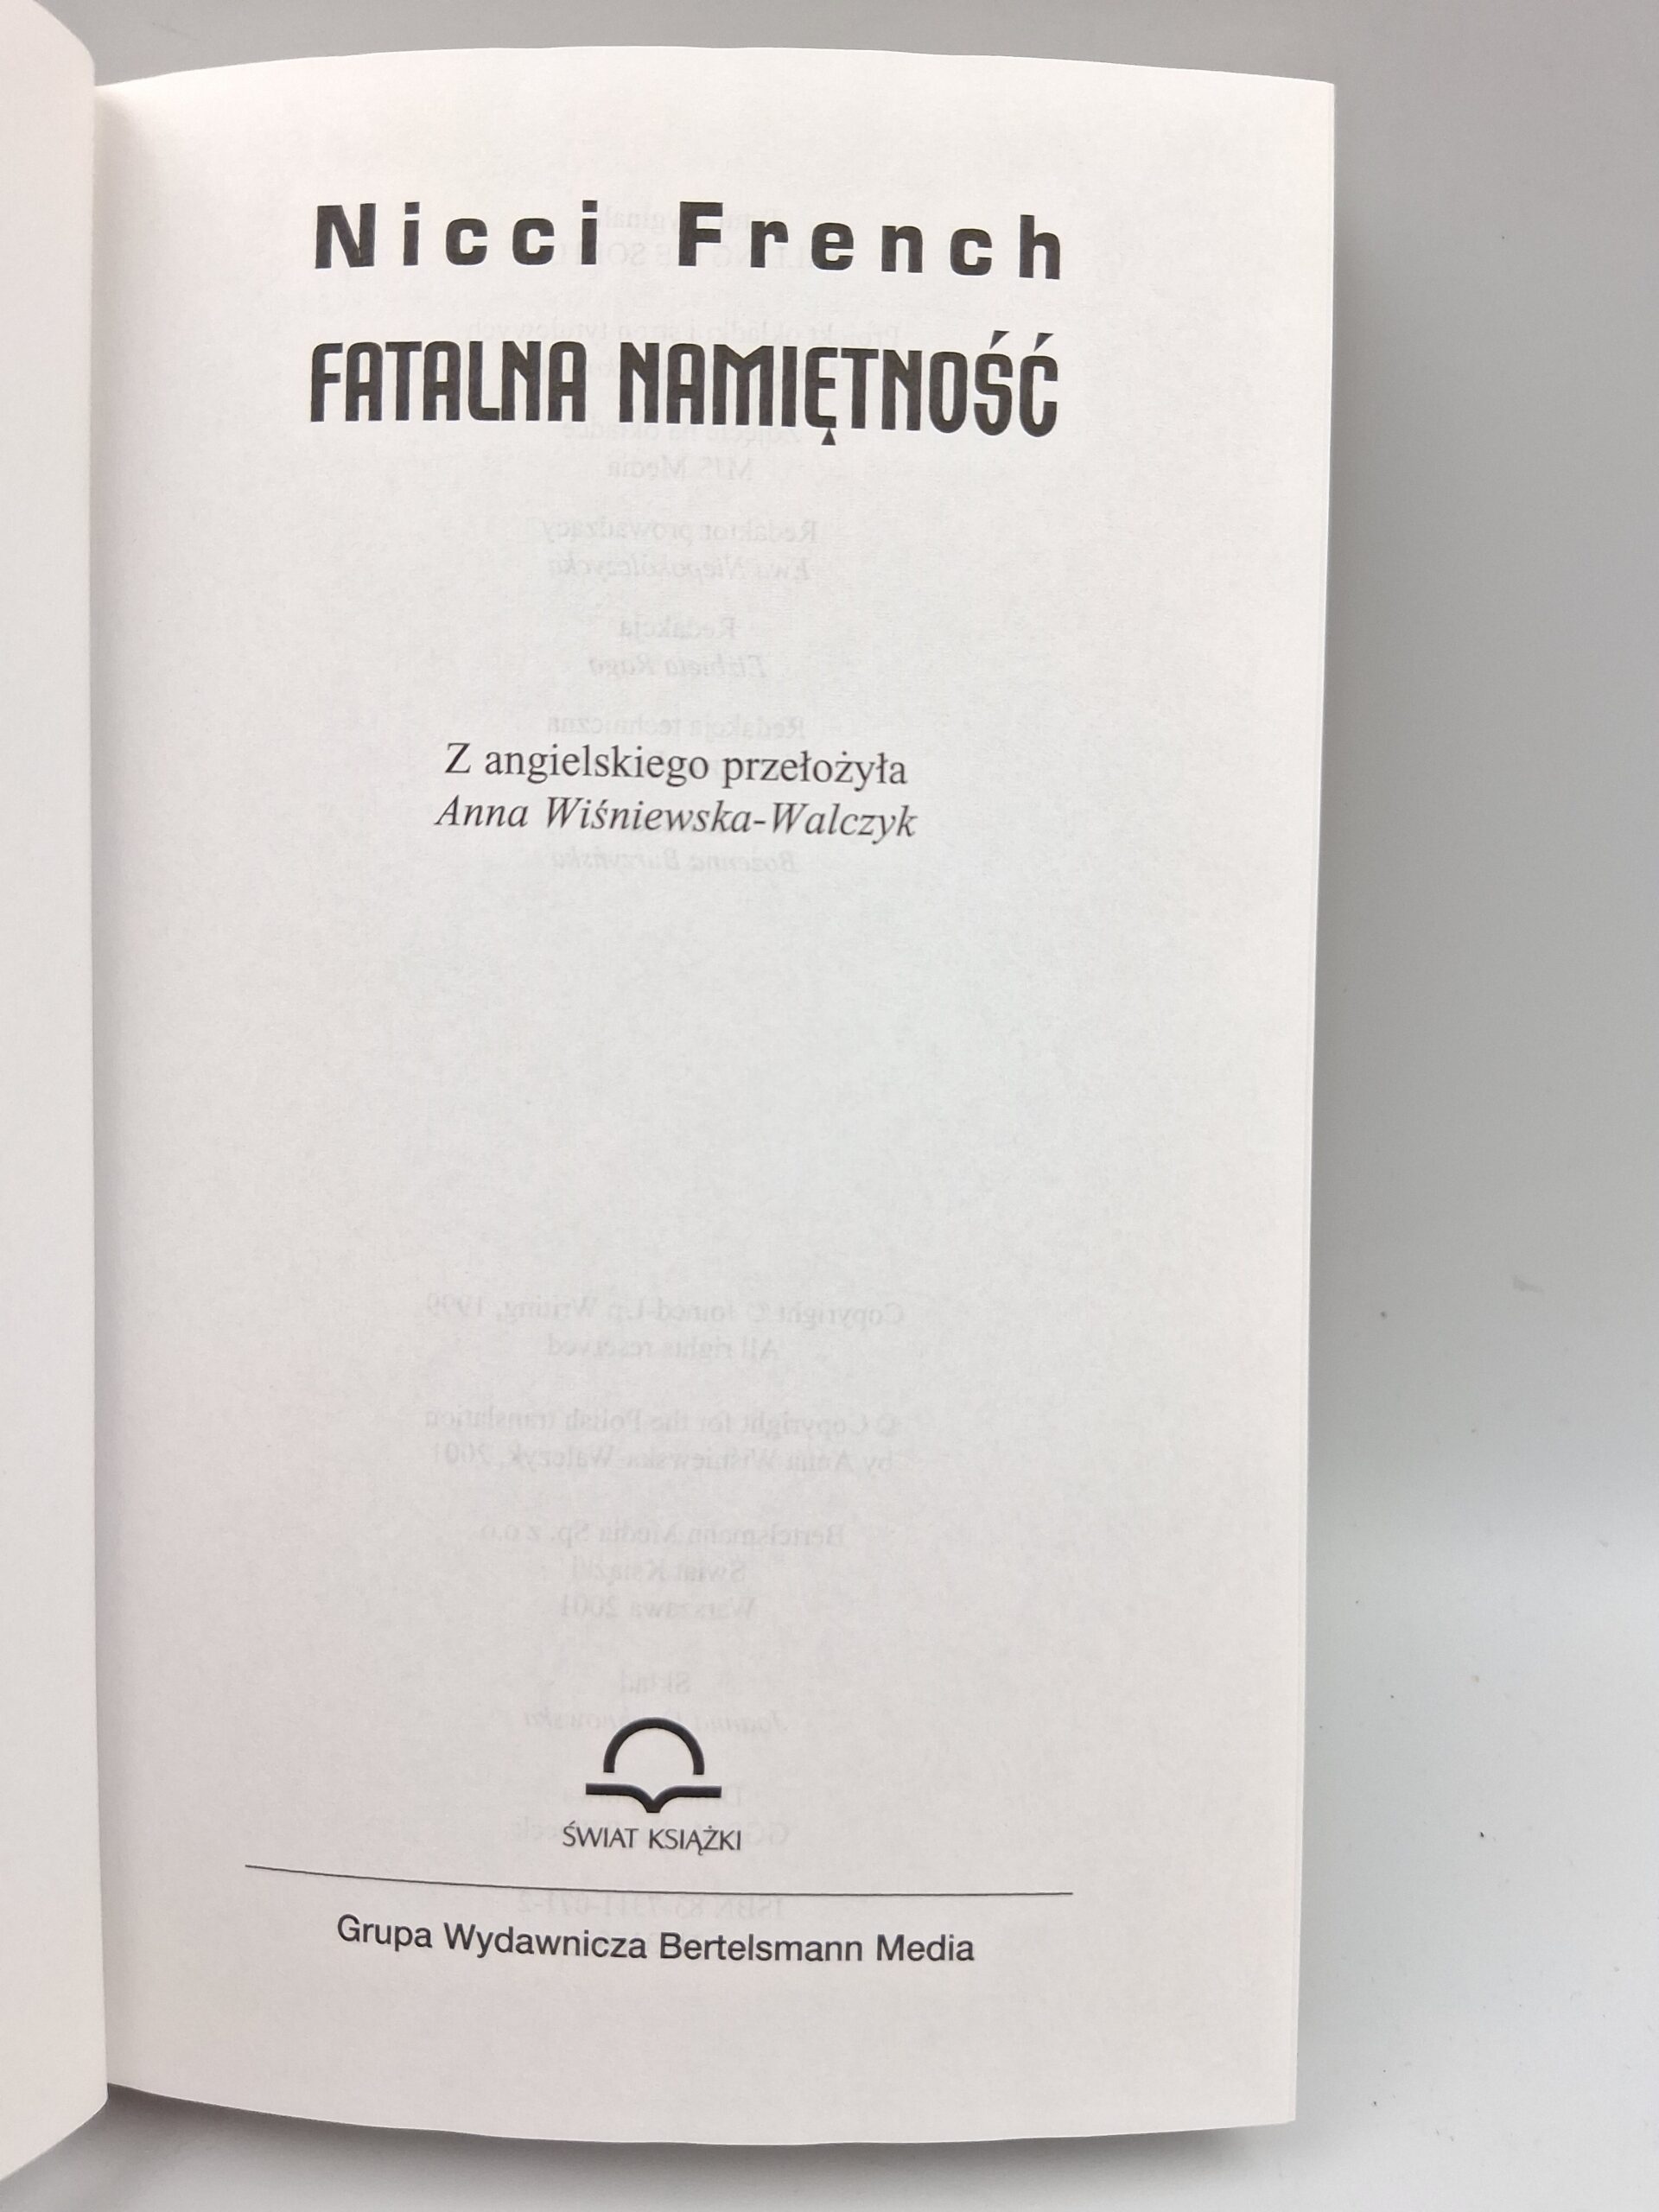 Nicci French
FATALNA NAMIĘTNOŚĆ
Z angielskiego przełożyła
Anna Wiśniewska-Walczyk
ŚWIAT KSIĄŻKI
Grupa Wydawnicza Bertelsmann Media